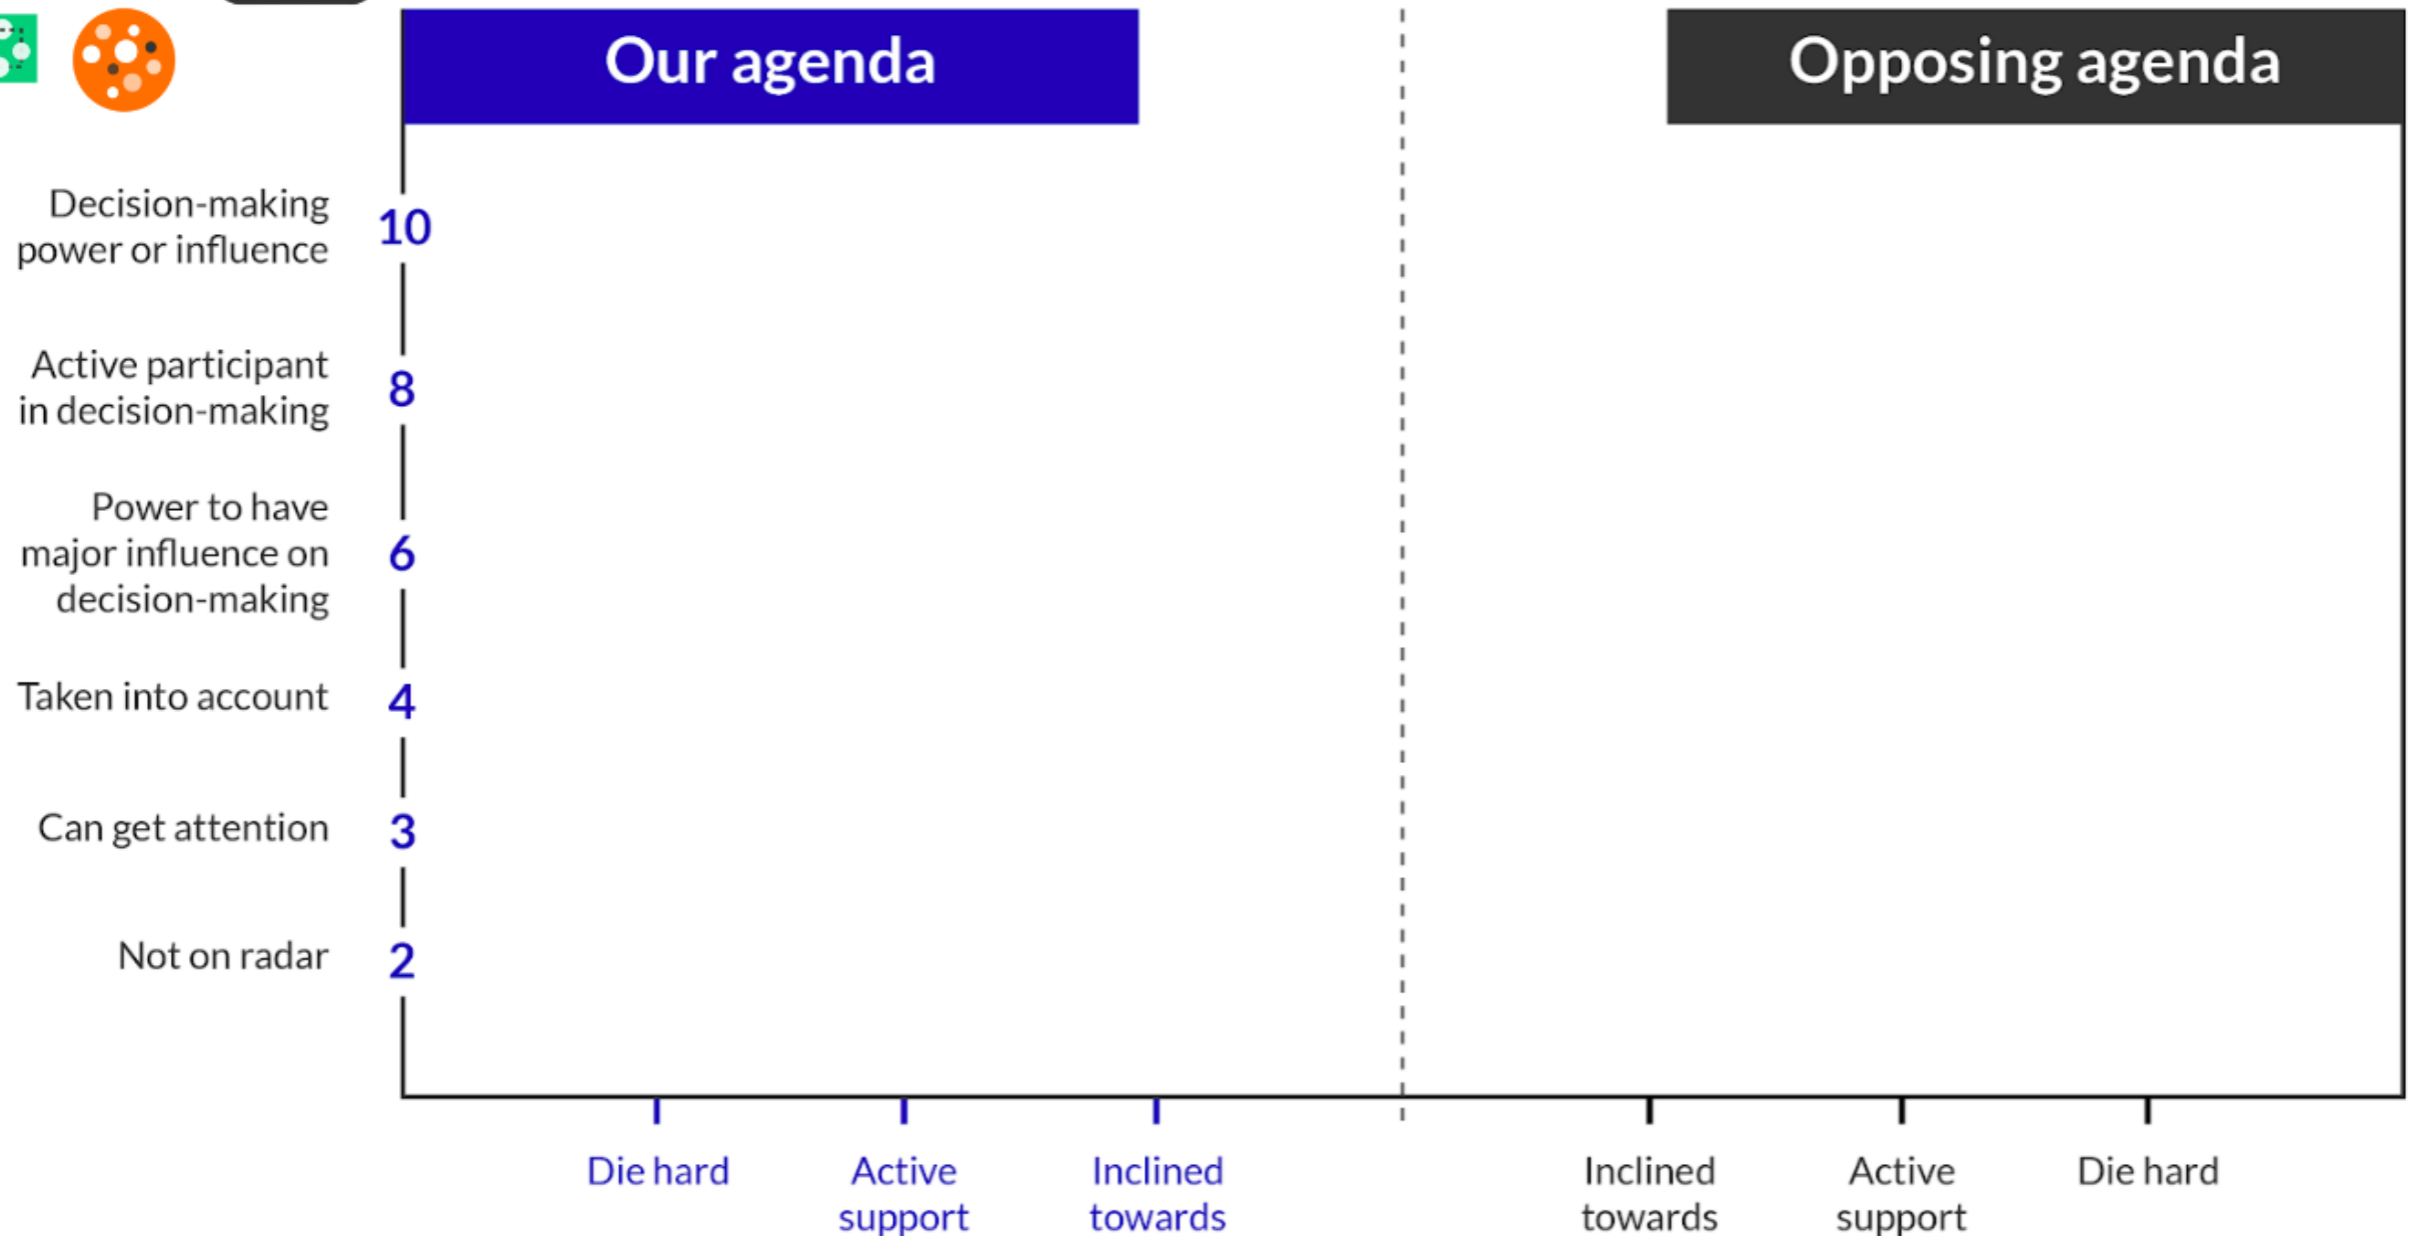 Our agenda
Opposing agenda
Decision-making
power or influence
10
Active participant
in decision-making
8
Power to have
major influence on
decision-making
6
Taken into account
4
Can get attention
3
Not on radar
2
Die hard
Active
support
Inclined
towards
Inclined
towards
Active
support
Die hard